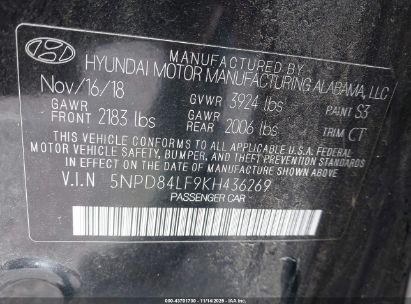 MANUFACTURED BY
HYUNDAI MOTOR MANUFACTURING ALABAMA, LLC
Nov/16/18 GVWR 3924 lbs PAINT S3
GAWR FRONT 2183 lbs GAWR REAR 2006 lbs TRIM CT
THIS VEHICLE CONFORMS TO ALL APPLICABLE U.S.A. FEDERAL
MOTOR VEHICLE SAFETY, BUMPER, AND THEFT PREVENTION STANDARDS
IN EFFECT ON THE DATE OF MANUFACTURE SHOWN ABOVE.
V.I.N 5NPD84LF9KH436269
PASSENGER CAR